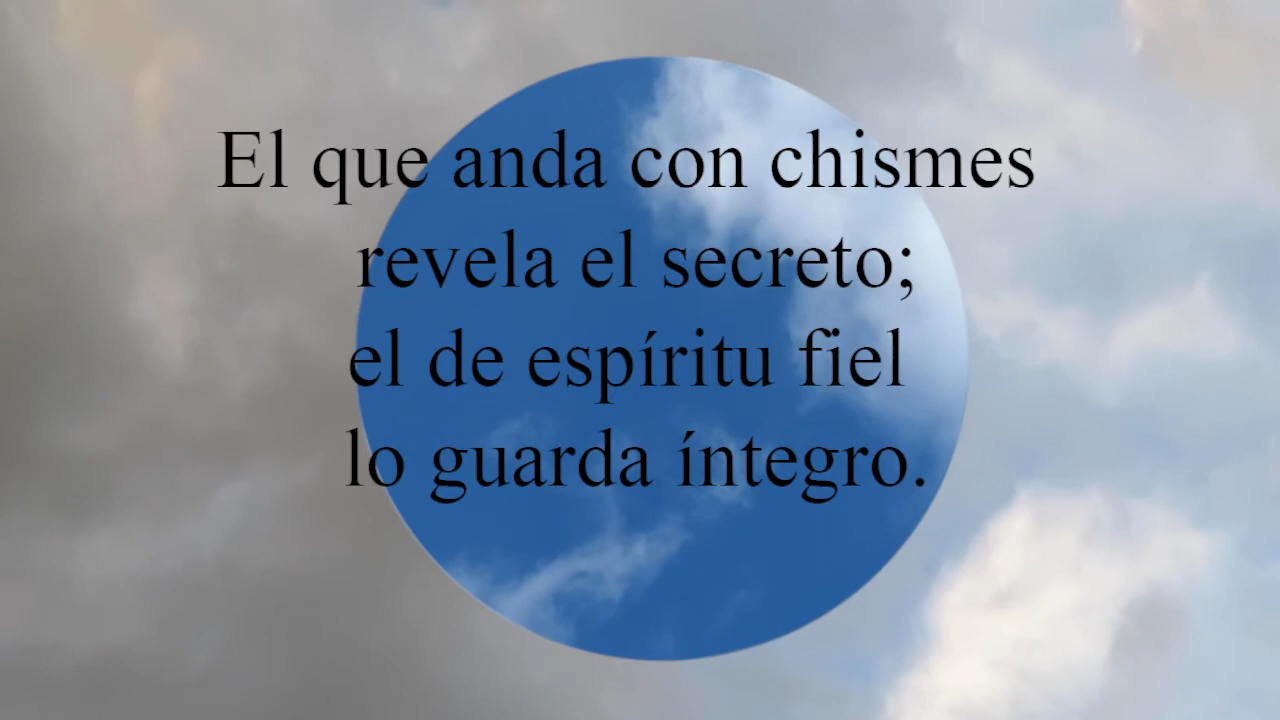 El que anda con chismes
revela el secreto;
el de espíritu fiel
lo guarda íntegro.